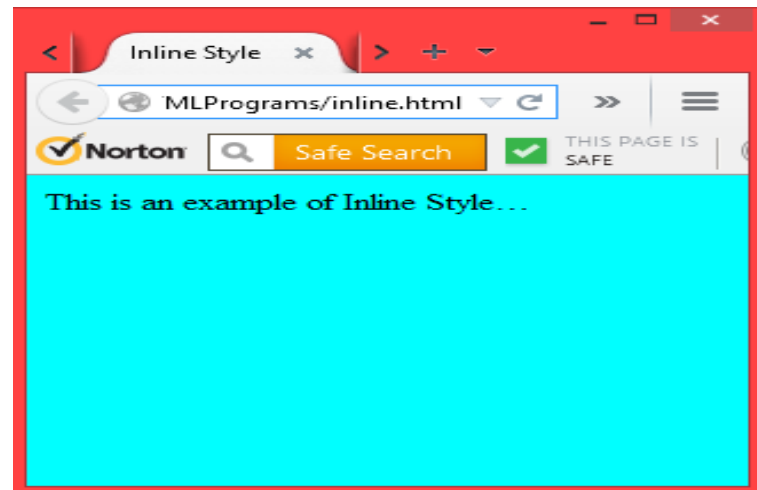 Inline Style
MLPrograms/inline.html
Norton
Safe Search
THIS PAGE IS
SAFE
This is an example of Inline Style...